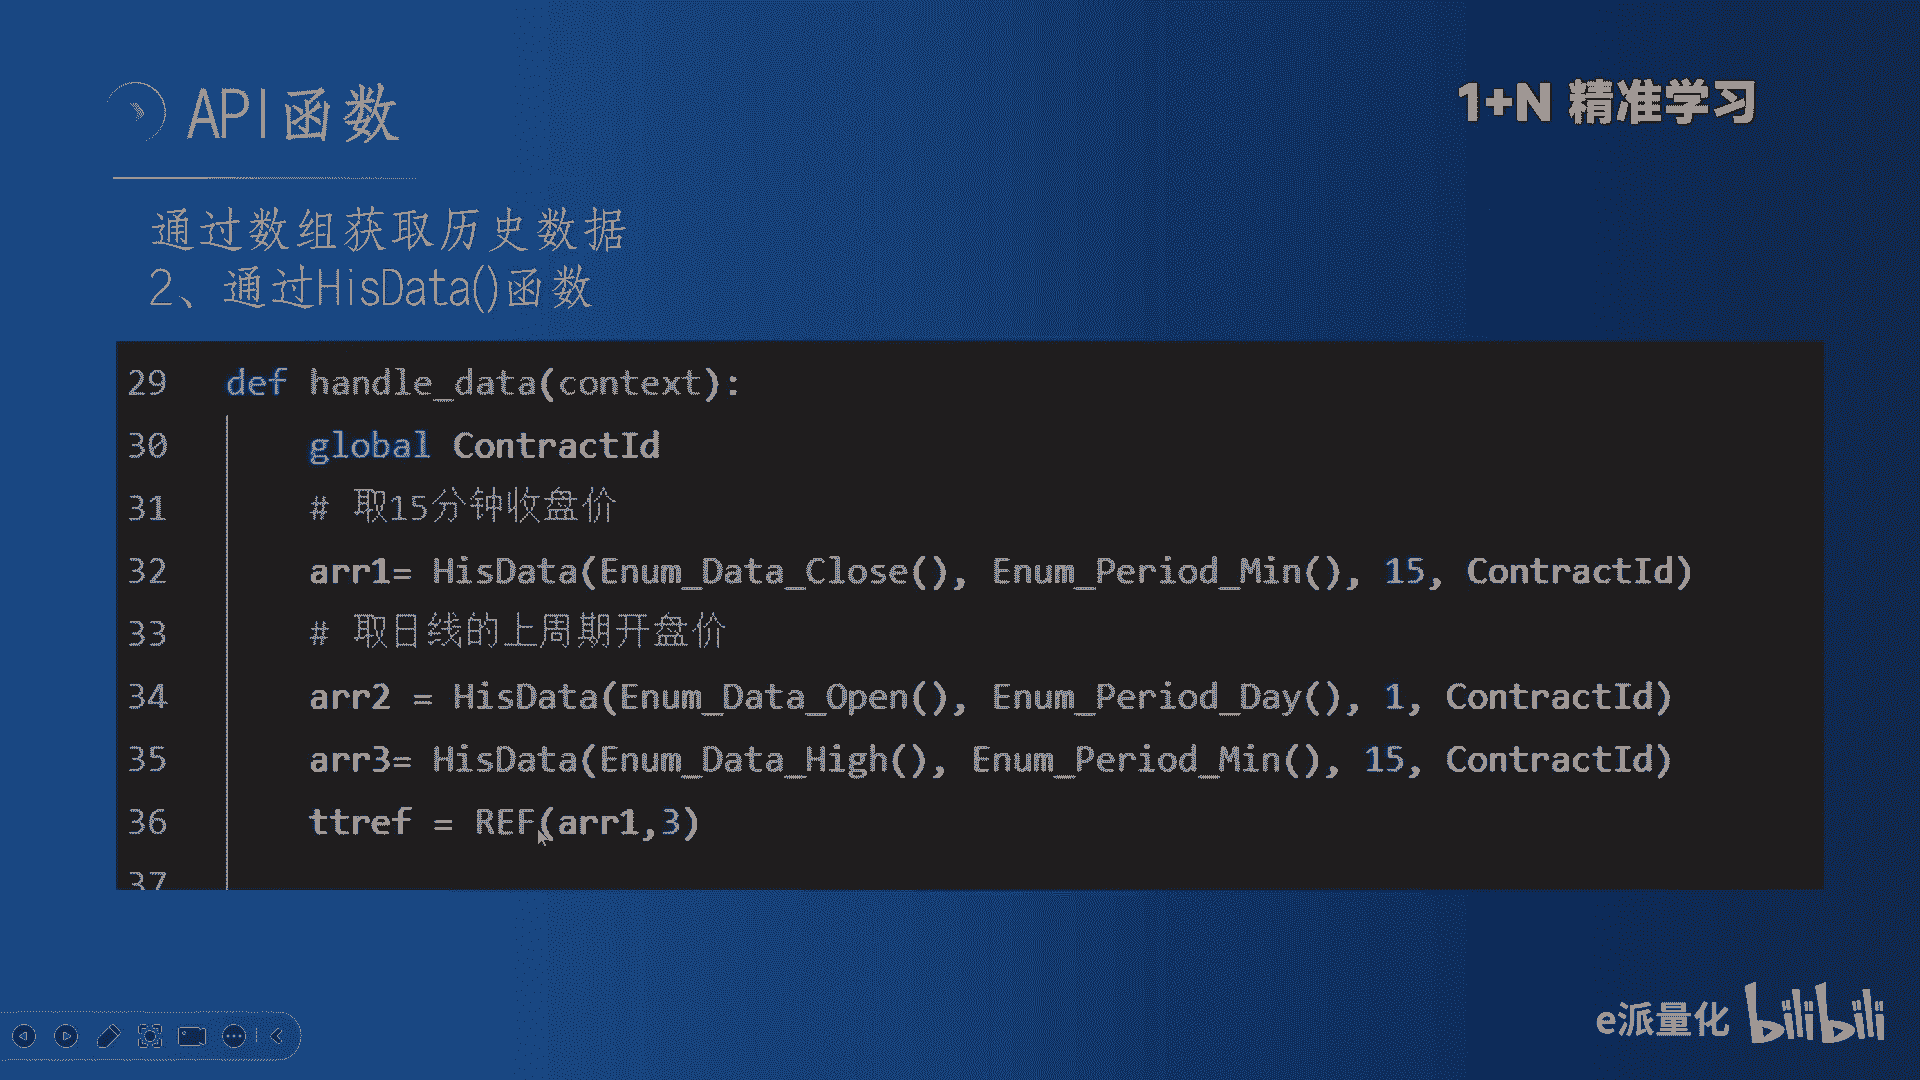 API函数
1+N 精准学习
通过数组获取历史数据
2、通过HisData()函数
29 def handle_data(context):
30 global ContractId
31 # 取15分钟收盘价
32 arr1= HisData(Enum_Data_Close(), Enum_Period_Min(), 15, ContractId)
33 # 取日线的上周期开盘价
34 arr2 = HisData(Enum_Data_Open(), Enum_Period_Day(), 1, ContractId)
35 arr3= HisData(Enum_Data_High(), Enum_Period_Min(), 15, ContractId)
36 ttref = REF(arr1,3)
37
e派量化 bilibili